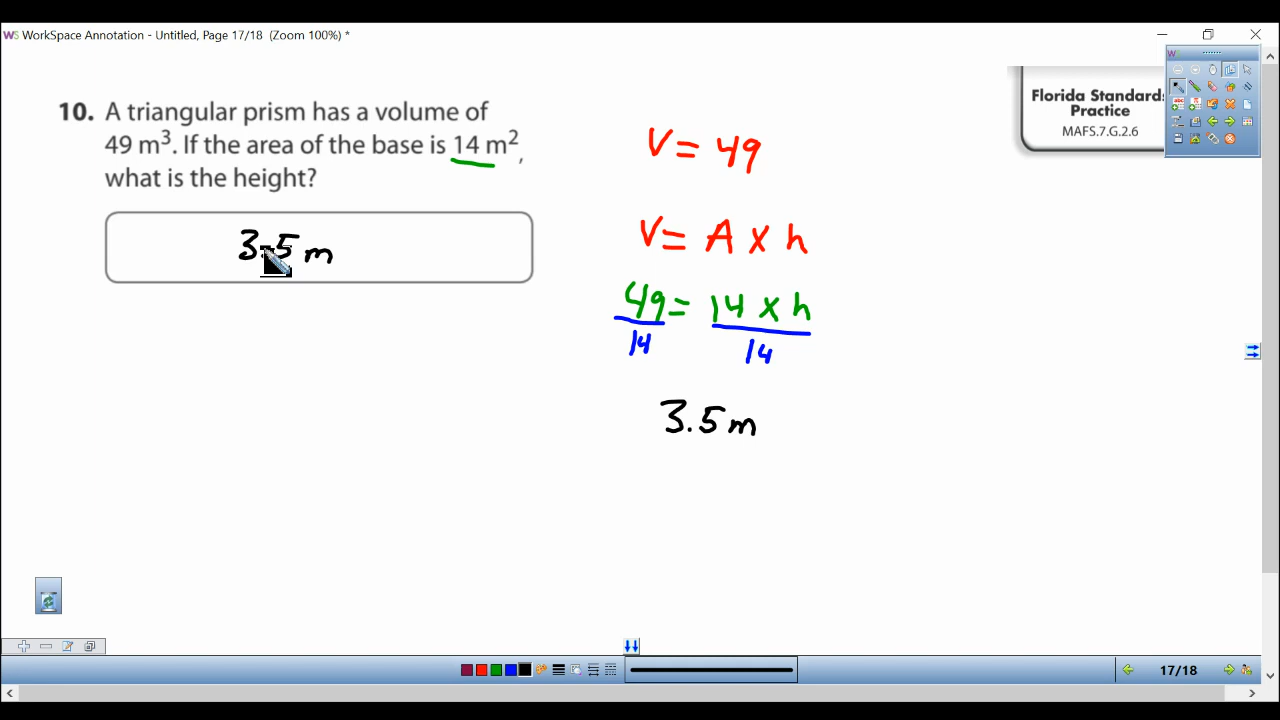 WS WorkSpace Annotation - Untitled, Page 17/18 (Zoom 100%) *
10. A triangular prism has a volume of
49 m³. If the area of the base is 14 m²,
what is the height?
3.5 m
V = 49
V = A x h
49 = 14 x h
14 14
3.5 m
Florida Standards
Practice
MAFS.7.G.2.6
17/18